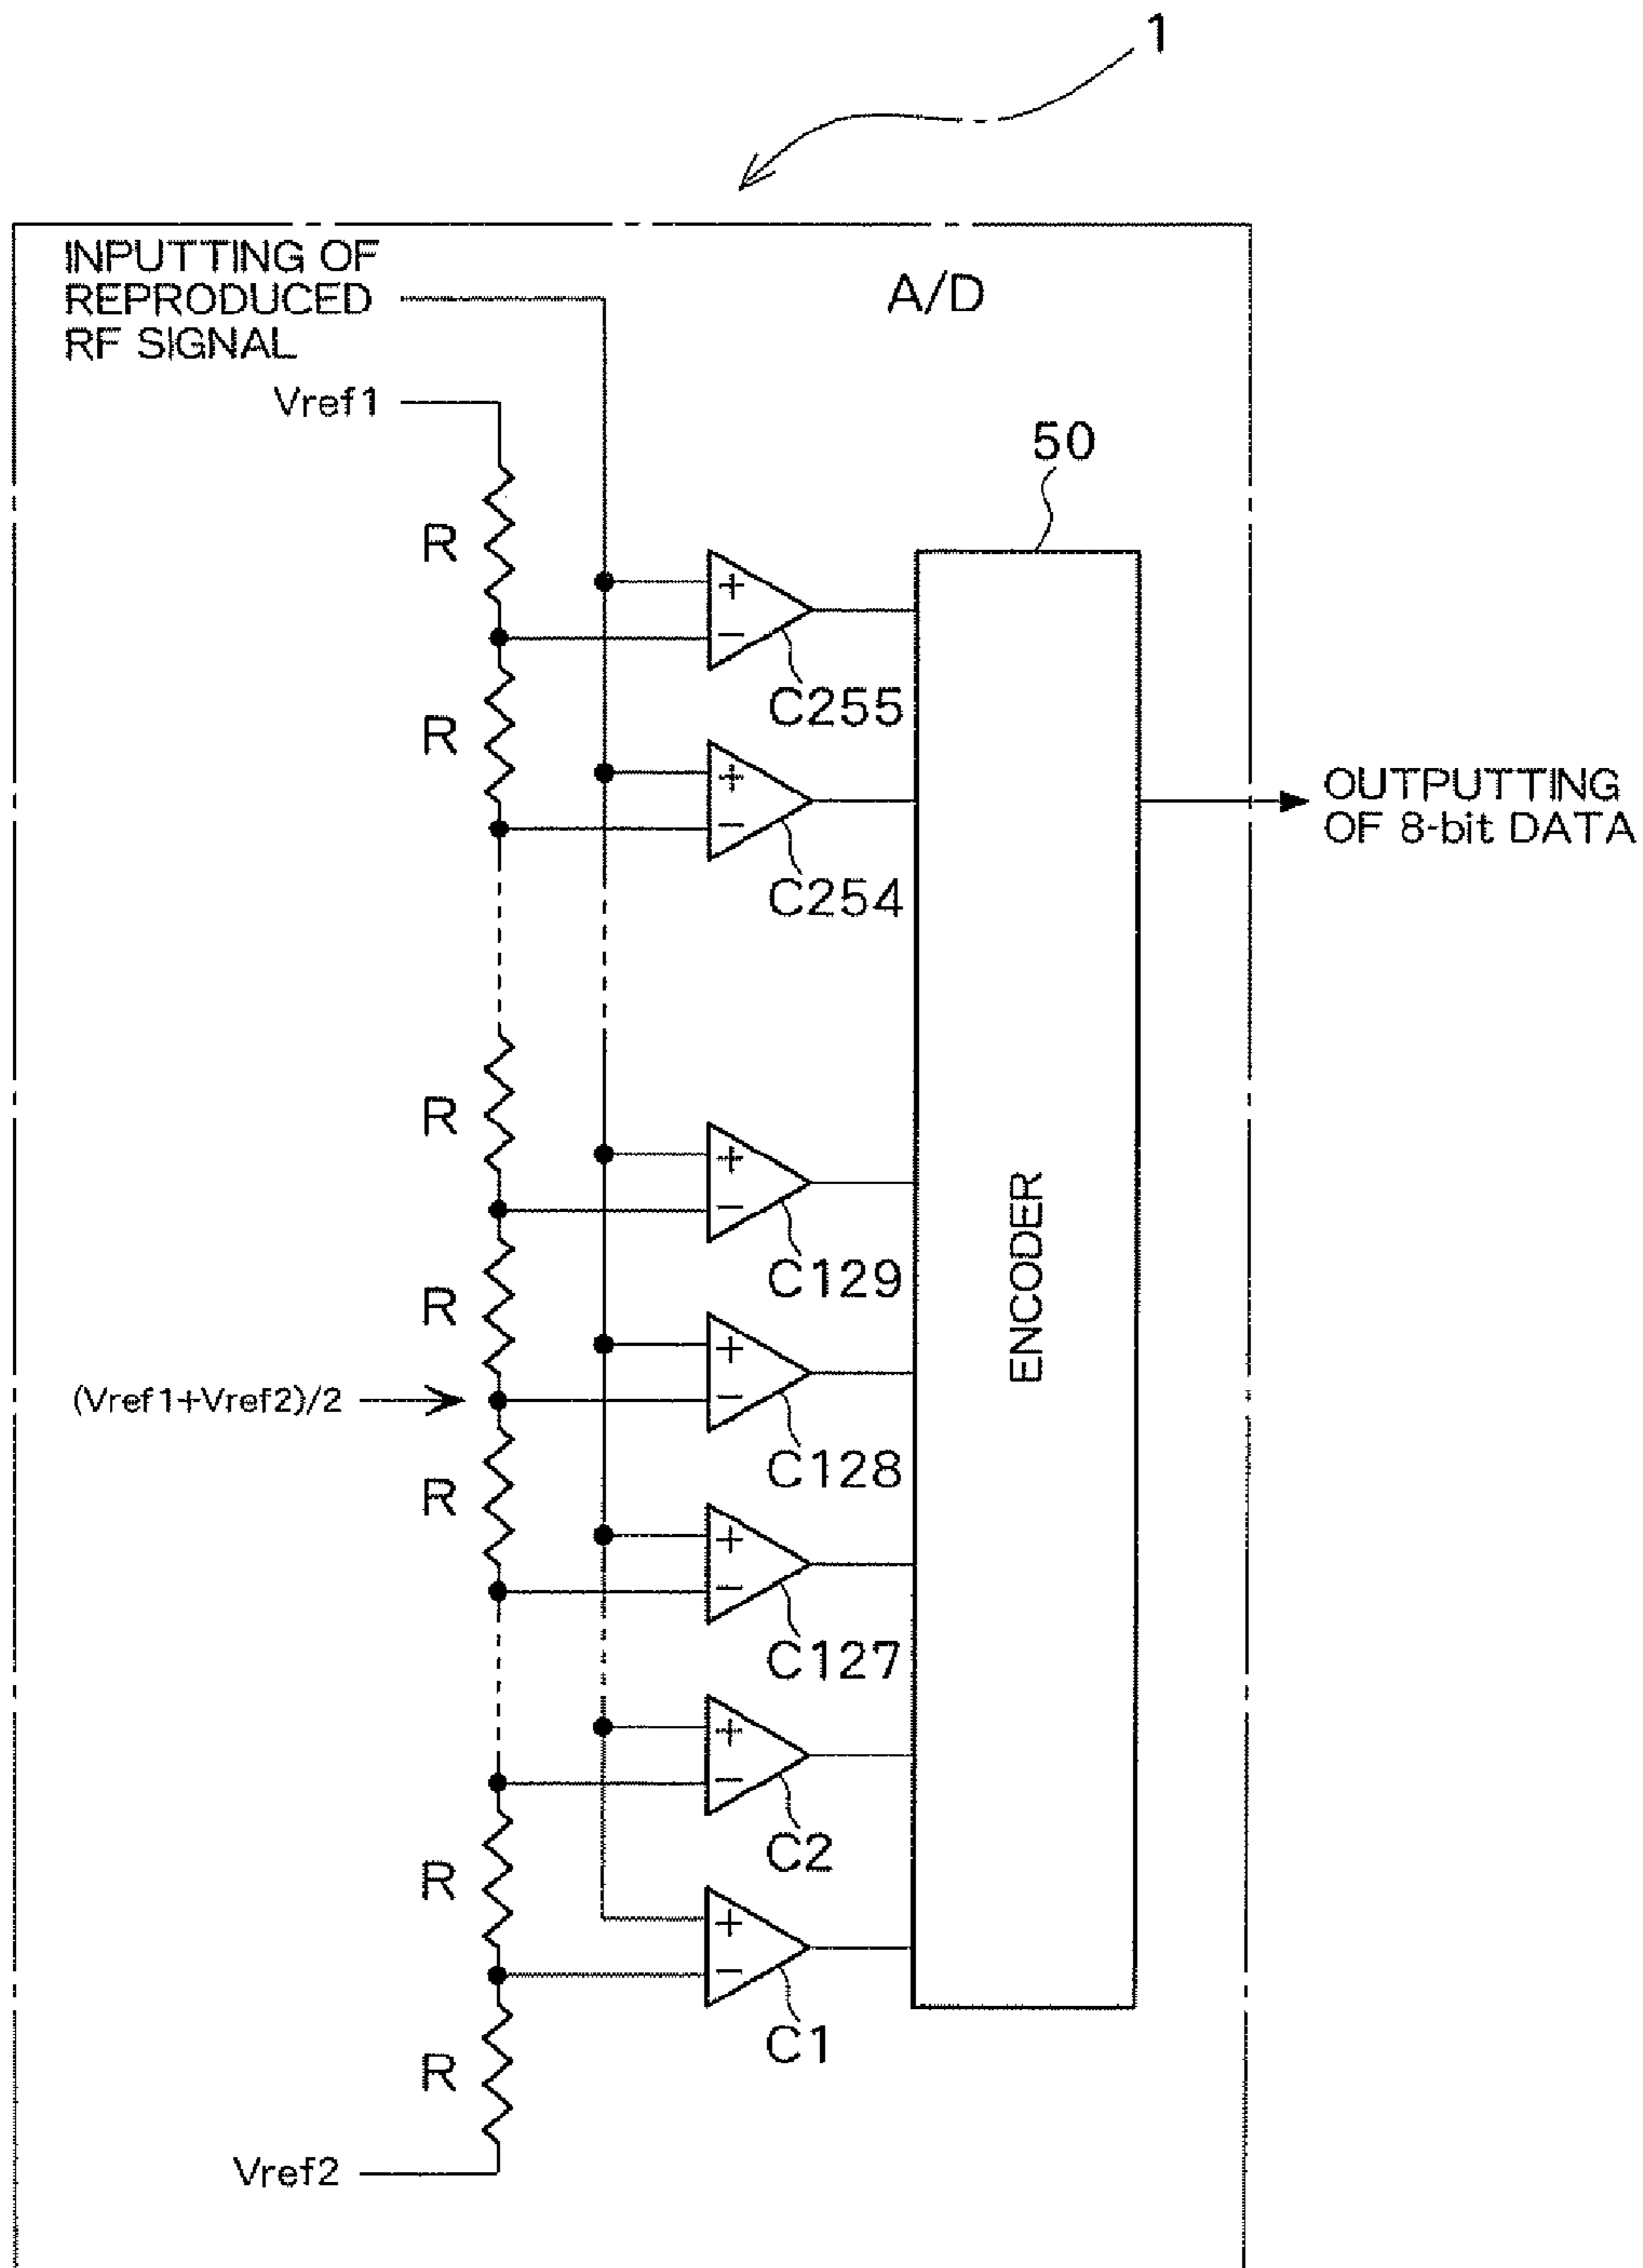 1
INPUTTING OF
REPRODUCED
RF SIGNAL
A/D
Vref1
50
R
+
−
C255
R
+
−
C254
OUTPUTTING
OF 8-bit DATA
R
+
−
C129
ENCODER
R
+
−
C128
(Vref1+Vref2)/2
R
+
−
C127
+
−
C2
R
+
−
C1
R
Vref2